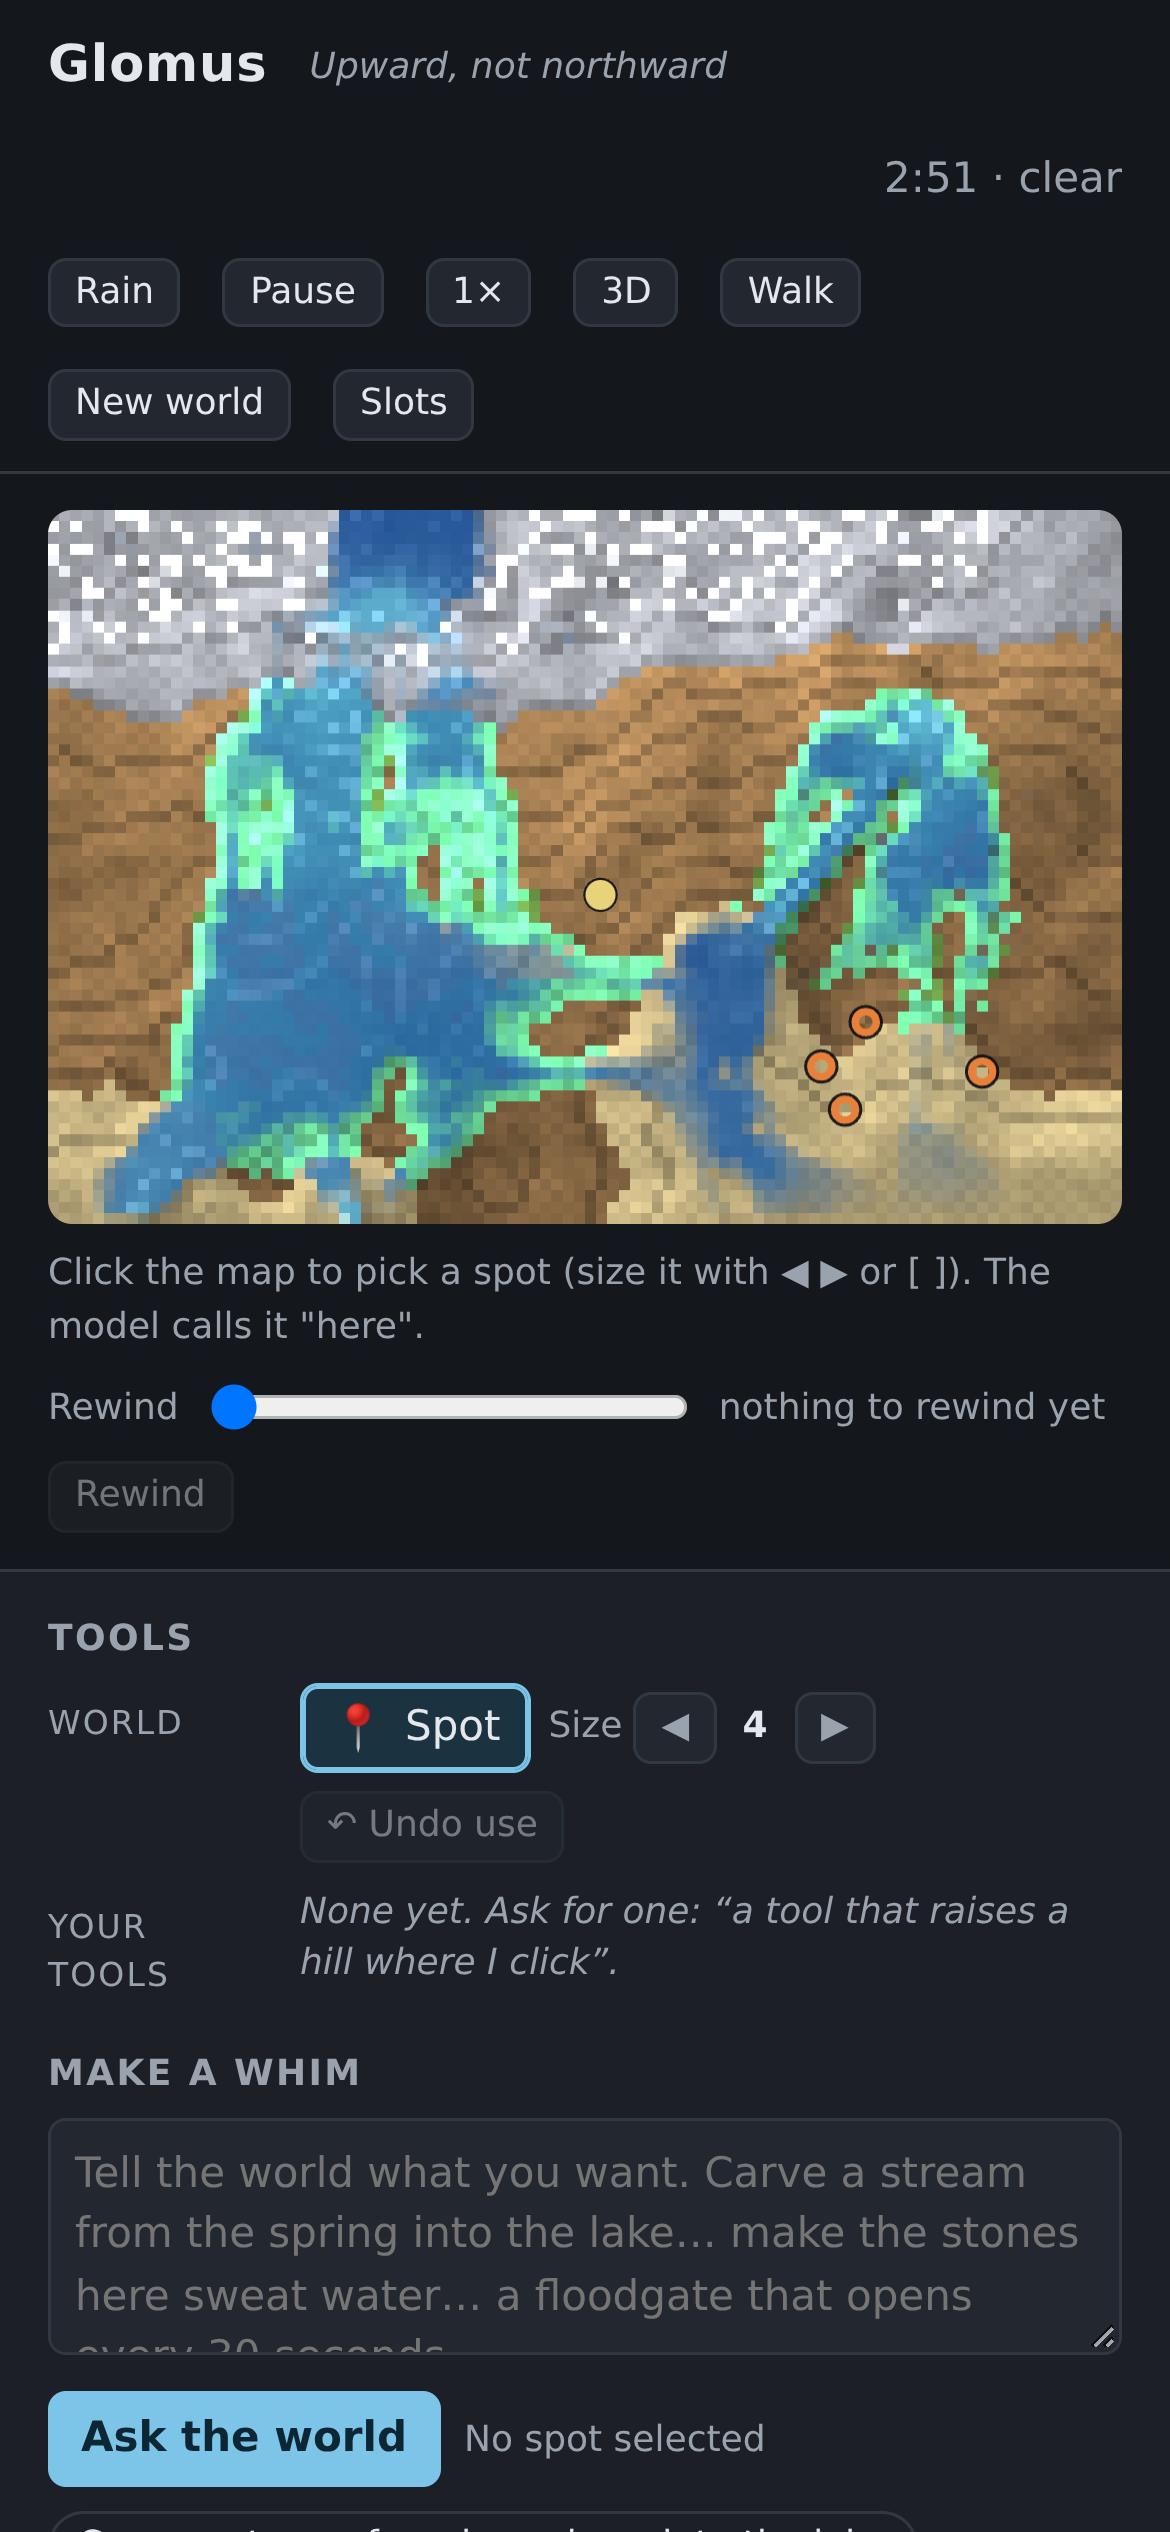 Glomus Upward, not northward
2:51 · clear
Rain Pause 1× 3D Walk
New world Slots
Click the map to pick a spot (size it with ◀ ▶ or [ ]). The
model calls it "here".
Rewind nothing to rewind yet
Rewind
TOOLS
WORLD 📍 Spot Size ◀ 4 ▶
↶ Undo use
YOUR
TOOLS
None yet. Ask for one: “a tool that raises a
hill where I click”.
MAKE A WHIM
Tell the world what you want. Carve a stream
from the spring into the lake… make the stones
here sweat water… a floodgate that opens
every 30 seconds
Ask the world No spot selected